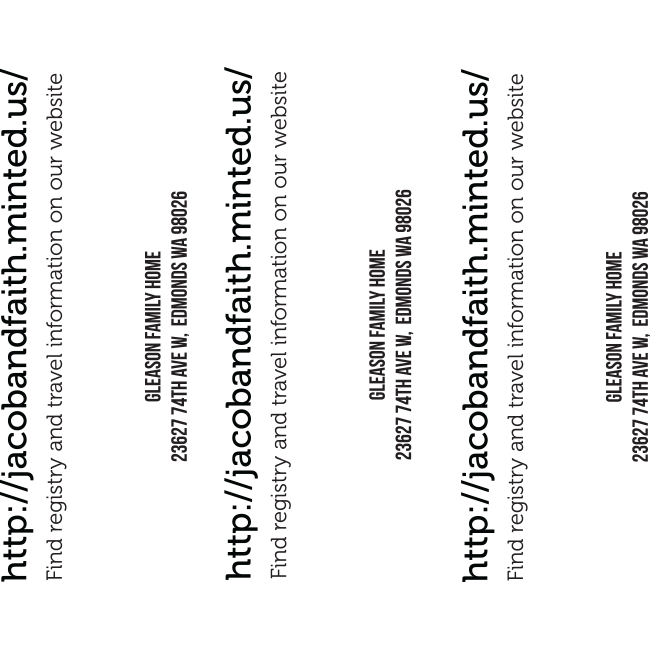 http://jacobandfaith.minted.us/
Find registry and travel information on our website
GLEASON FAMILY HOME
23627 74TH AVE W, EDMONDS WA 98026
http://jacobandfaith.minted.us/
Find registry and travel information on our website
GLEASON FAMILY HOME
23627 74TH AVE W, EDMONDS WA 98026
http://jacobandfaith.minted.us/
Find registry and travel information on our website
GLEASON FAMILY HOME
23627 74TH AVE W, EDMONDS WA 98026